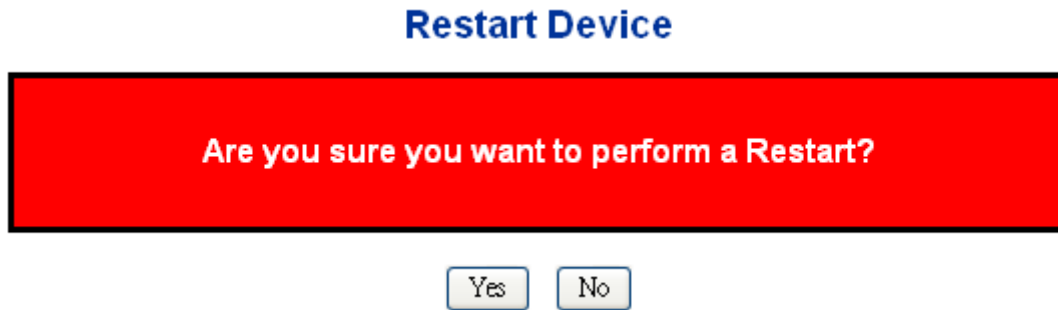 Restart Device
Are you sure you want to perform a Restart?
Yes No